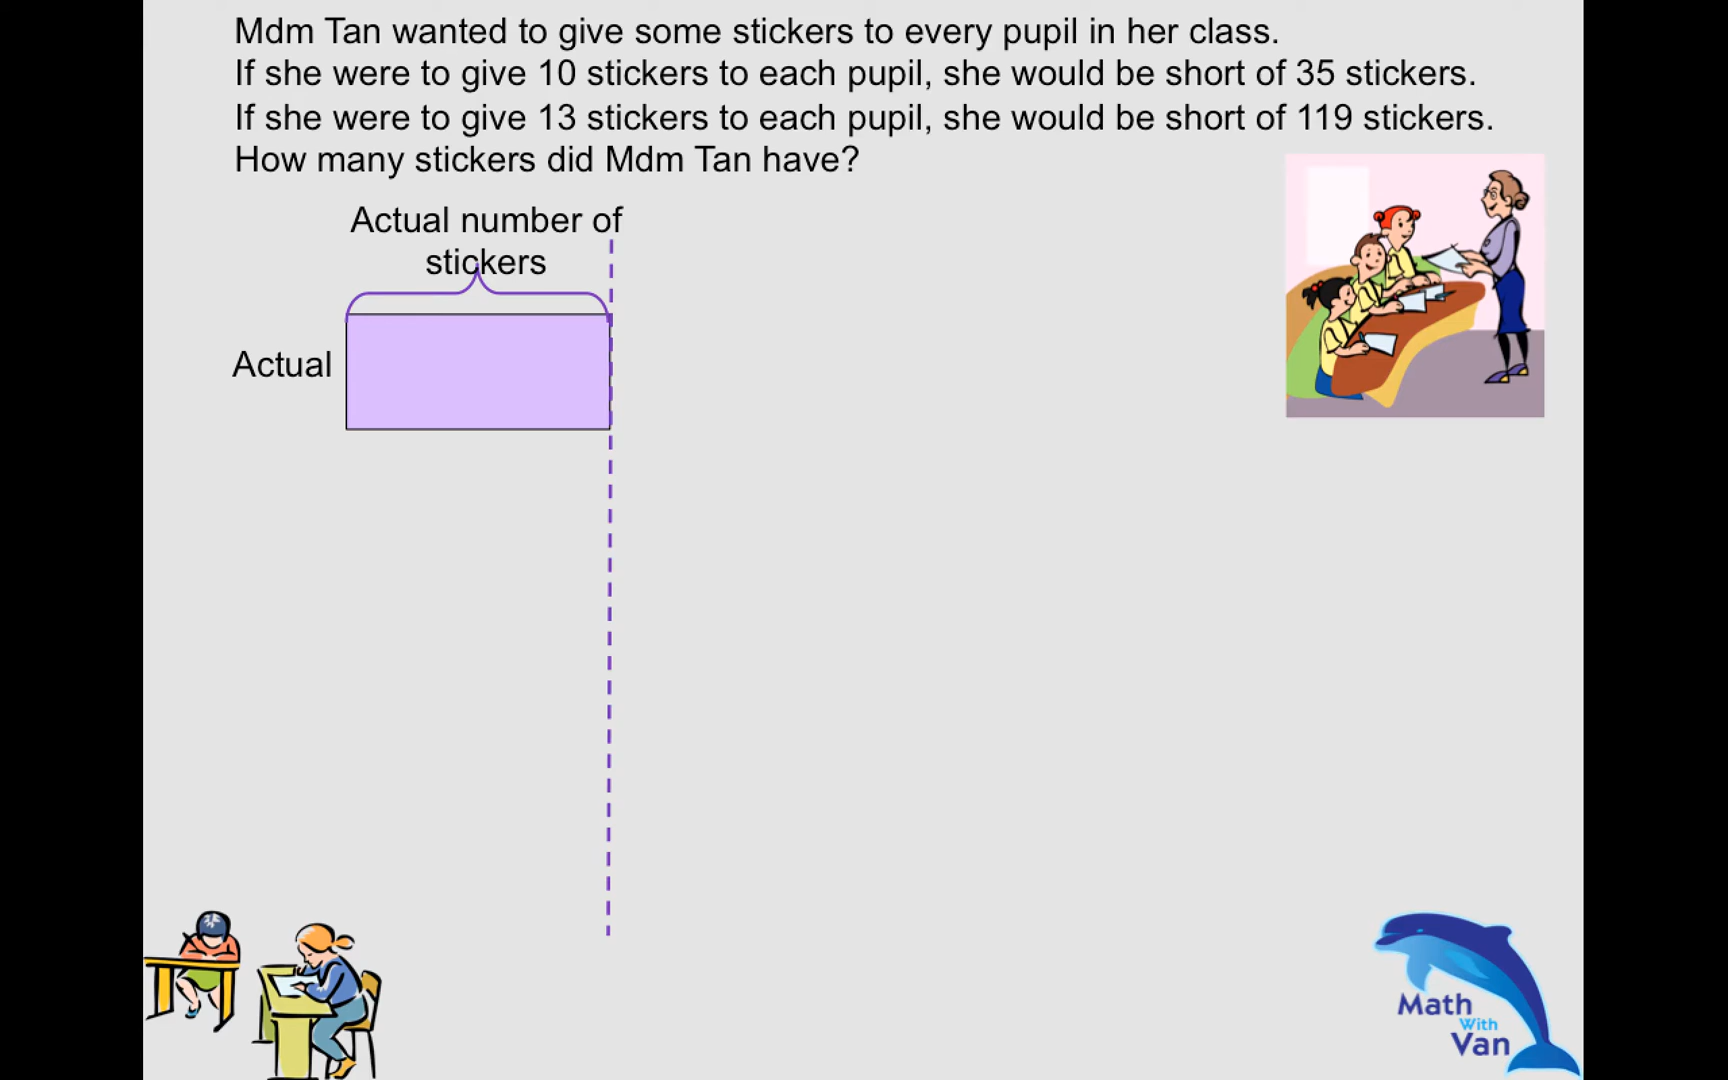 Mdm Tan wanted to give some stickers to every pupil in her class.
If she were to give 10 stickers to each pupil, she would be short of 35 stickers.
If she were to give 13 stickers to each pupil, she would be short of 119 stickers.
How many stickers did Mdm Tan have?
Actual number of
stickers
Actual
Math
With
Van